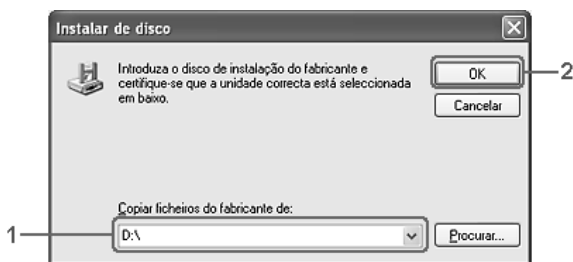 Instalar de disco
Introduza o disco de instalação do fabricante e
certifique-se que a unidade correcta está seleccionada
em baixo.
OK
2
Cancelar
Copiar ficheiros do fabricante de:
1
D:\
Procurar...